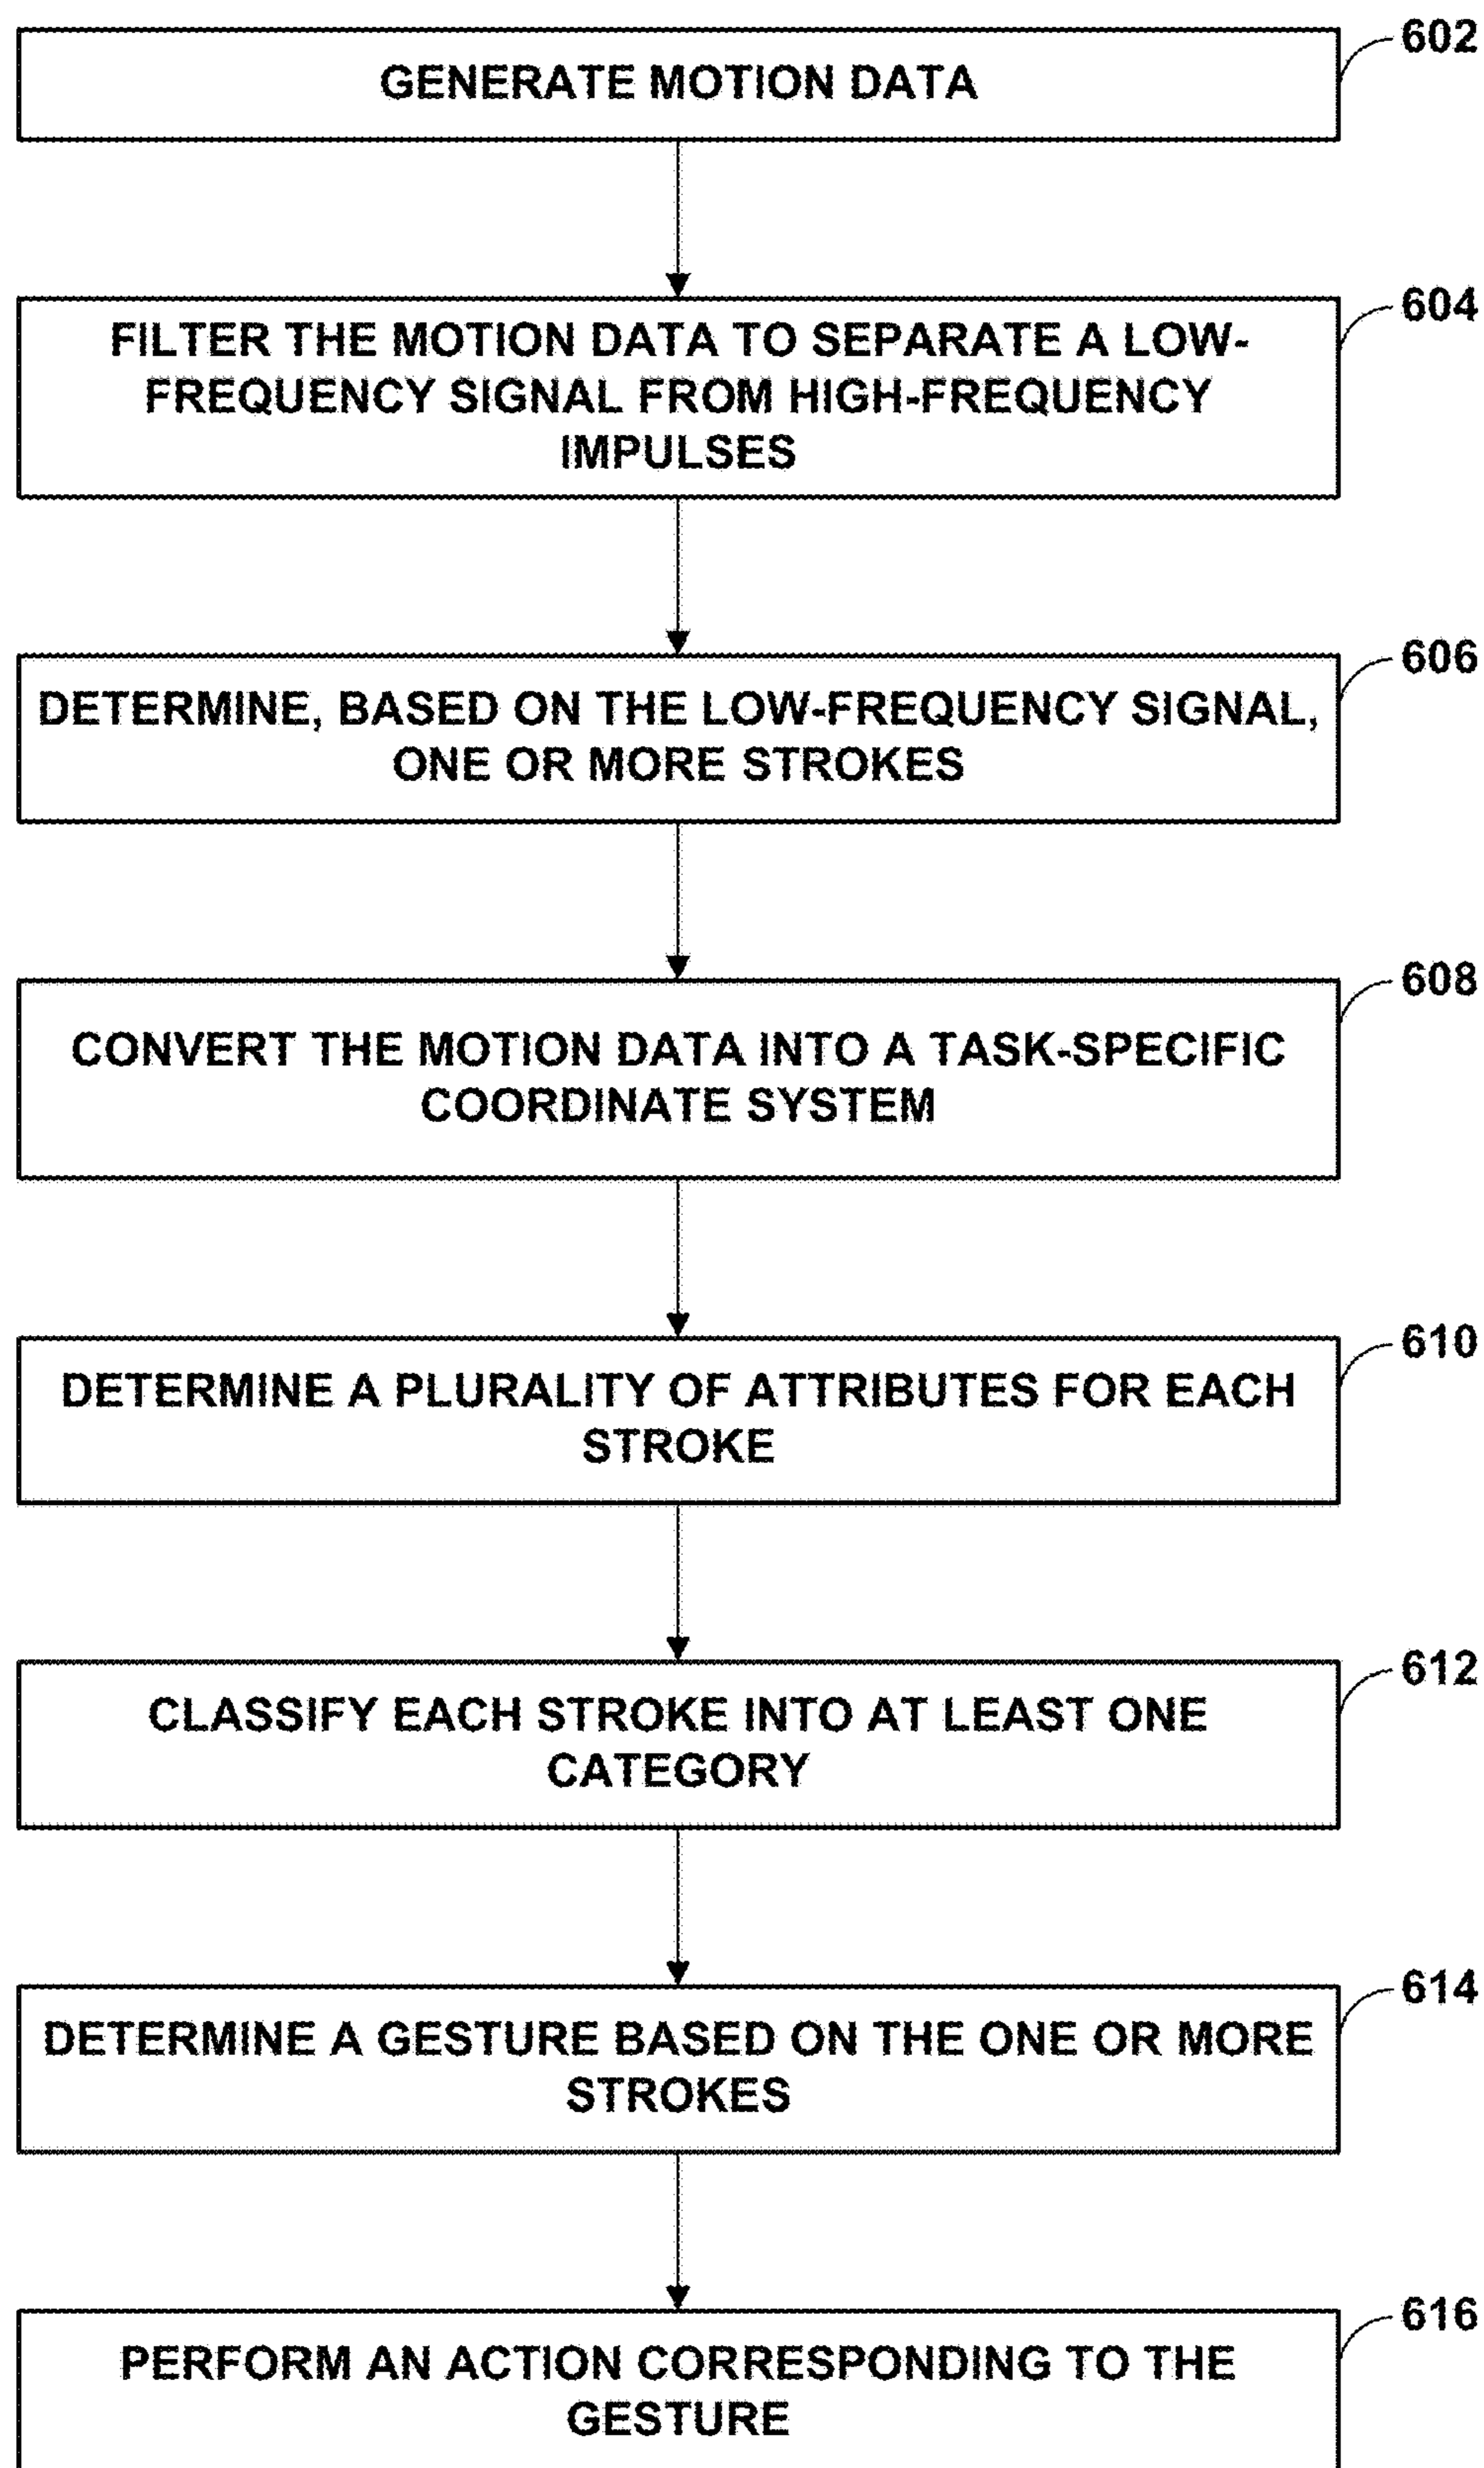 602
GENERATE MOTION DATA
604
FILTER THE MOTION DATA TO SEPARATE A LOW-
FREQUENCY SIGNAL FROM HIGH-FREQUENCY
IMPULSES
606
DETERMINE, BASED ON THE LOW-FREQUENCY SIGNAL,
ONE OR MORE STROKES
608
CONVERT THE MOTION DATA INTO A TASK-SPECIFIC
COORDINATE SYSTEM
610
DETERMINE A PLURALITY OF ATTRIBUTES FOR EACH
STROKE
612
CLASSIFY EACH STROKE INTO AT LEAST ONE
CATEGORY
614
DETERMINE A GESTURE BASED ON THE ONE OR MORE
STROKES
616
PERFORM AN ACTION CORRESPONDING TO THE
GESTURE